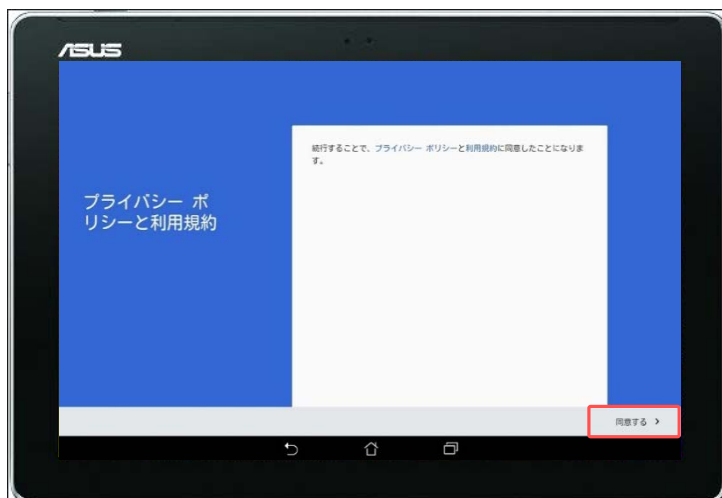 ASUS
続行することで、プライバシー ポリシーと利用規約に同意したことになりま
す。
プライバシー ポ
リシーと利用規約
同意する